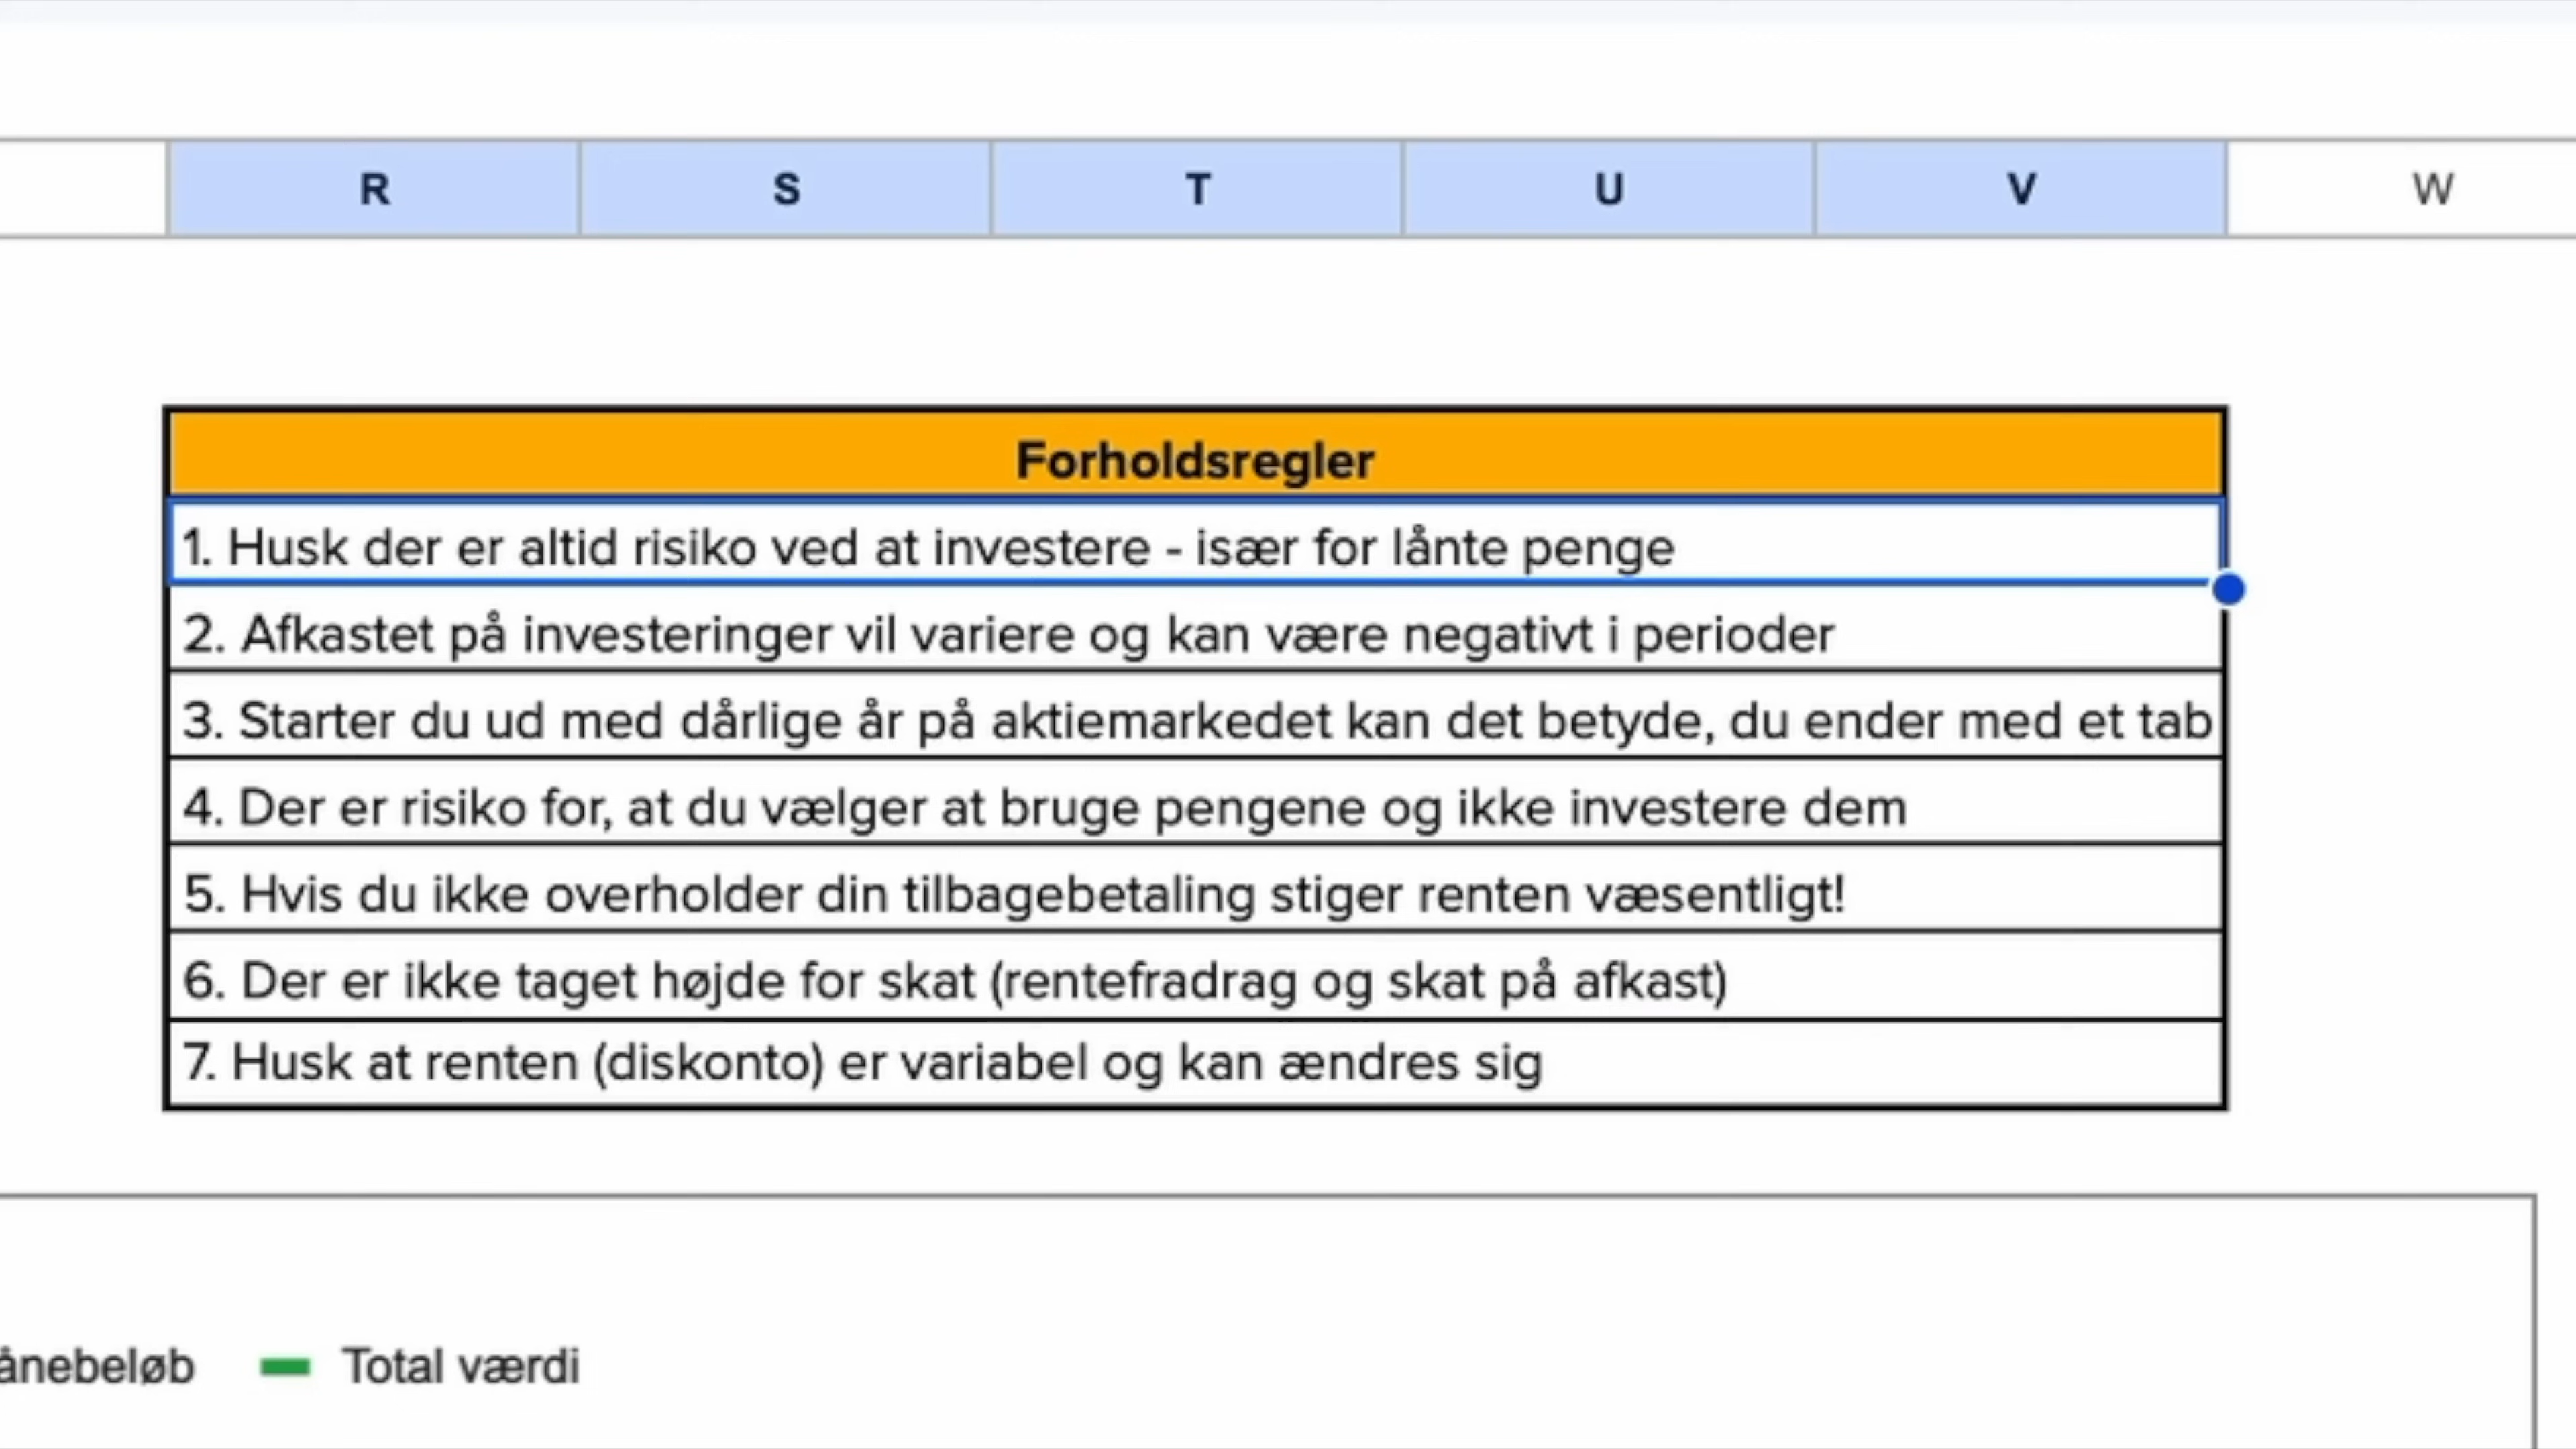 R S T U V W
Forholdsregler
1. Husk der er altid risiko ved at investere - især for lånte penge
2. Afkastet på investeringer vil variere og kan være negativt i perioder
3. Starter du ud med dårlige år på aktiemarkedet kan det betyde, du ender med et tab
4. Der er risiko for, at du vælger at bruge pengene og ikke investere dem
5. Hvis du ikke overholder din tilbagebetaling stiger renten væsentligt!
6. Der er ikke taget højde for skat (rentefradrag og skat på afkast)
7. Husk at renten (diskonto) er variabel og kan ændres sig
ånebeløb Total værdi